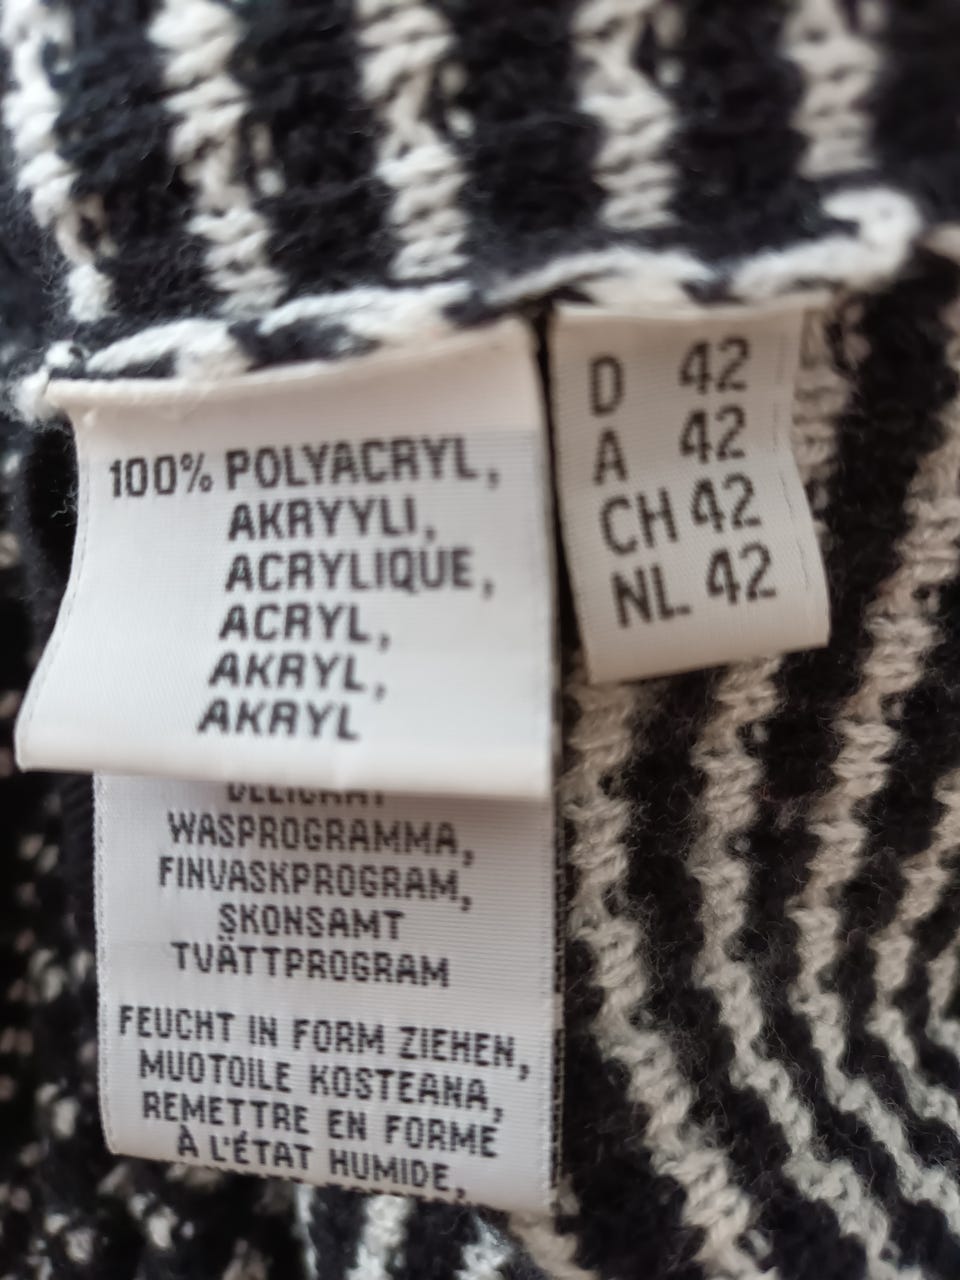 100% POLYACRYL,
AKRYYLI,
ACRYLIQUE,
ACRYL,
AKRYL,
AKRYL
WASPROGRAMMA,
FINVASKPROGRAM,
SKONSAMT
TVÄTTPROGRAM
FEUCHT IN FORM ZIEHEN,
MUOTOILE KOSTEANA,
REMETTRE EN FORME
À L'ÉTAT HUMIDE,
D 42
A 42
CH 42
NL 42